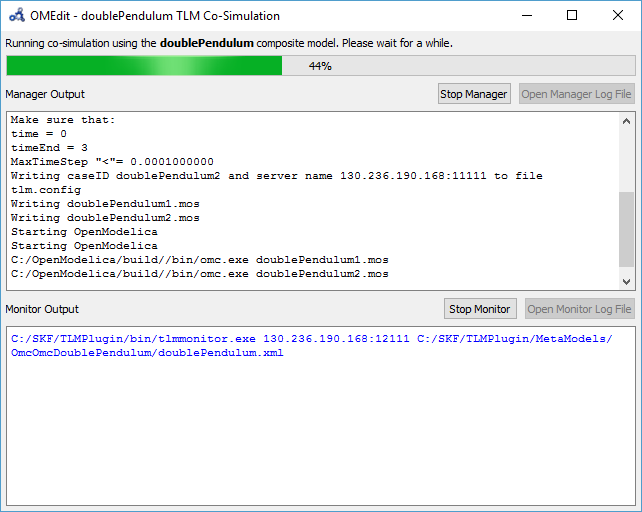 OMEdit - doublePendulum TLM Co-Simulation
Running co-simulation using the doublePendulum composite model. Please wait for a while.
44%
Manager Output
Stop Manager
Open Manager Log File
Make sure that:
time = 0
timeEnd = 3
MaxTimeStep "<"= 0.0001000000
Writing caseID doublePendulum2 and server name 130.236.190.168:11111 to file
tlm.config
Writing doublePendulum1.mos
Writing doublePendulum2.mos
Starting OpenModelica
Starting OpenModelica
C:/OpenModelica/build//bin/omc.exe doublePendulum1.mos
C:/OpenModelica/build//bin/omc.exe doublePendulum2.mos
Monitor Output
Stop Monitor
Open Monitor Log File
C:/SKF/TLMPlugin/bin/tlmmonitor.exe 130.236.190.168:12111 C:/SKF/TLMPlugin/MetaModels/
OmcOmcDoublePendulum/doublePendulum.xml